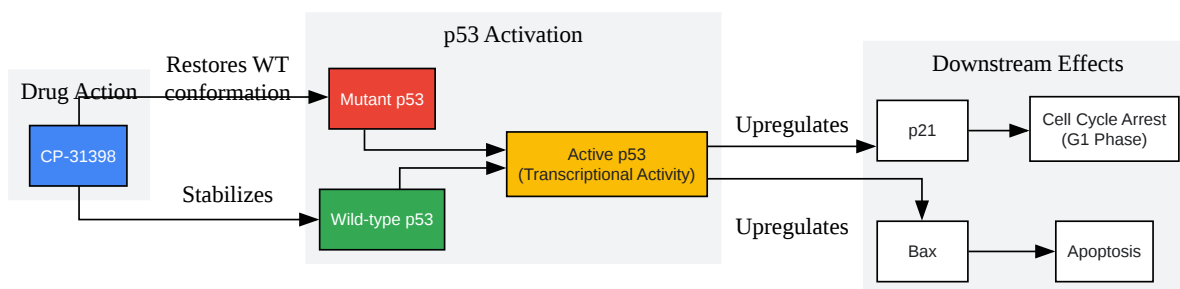 p53 Activation
Downstream Effects
Drug Action
Restores WT
conformation
Mutant p53
CP-31398
Stabilizes
Wild-type p53
Active p53
(Transcriptional Activity)
Upregulates
p21
Cell Cycle Arrest
(G1 Phase)
Upregulates
Bax
Apoptosis